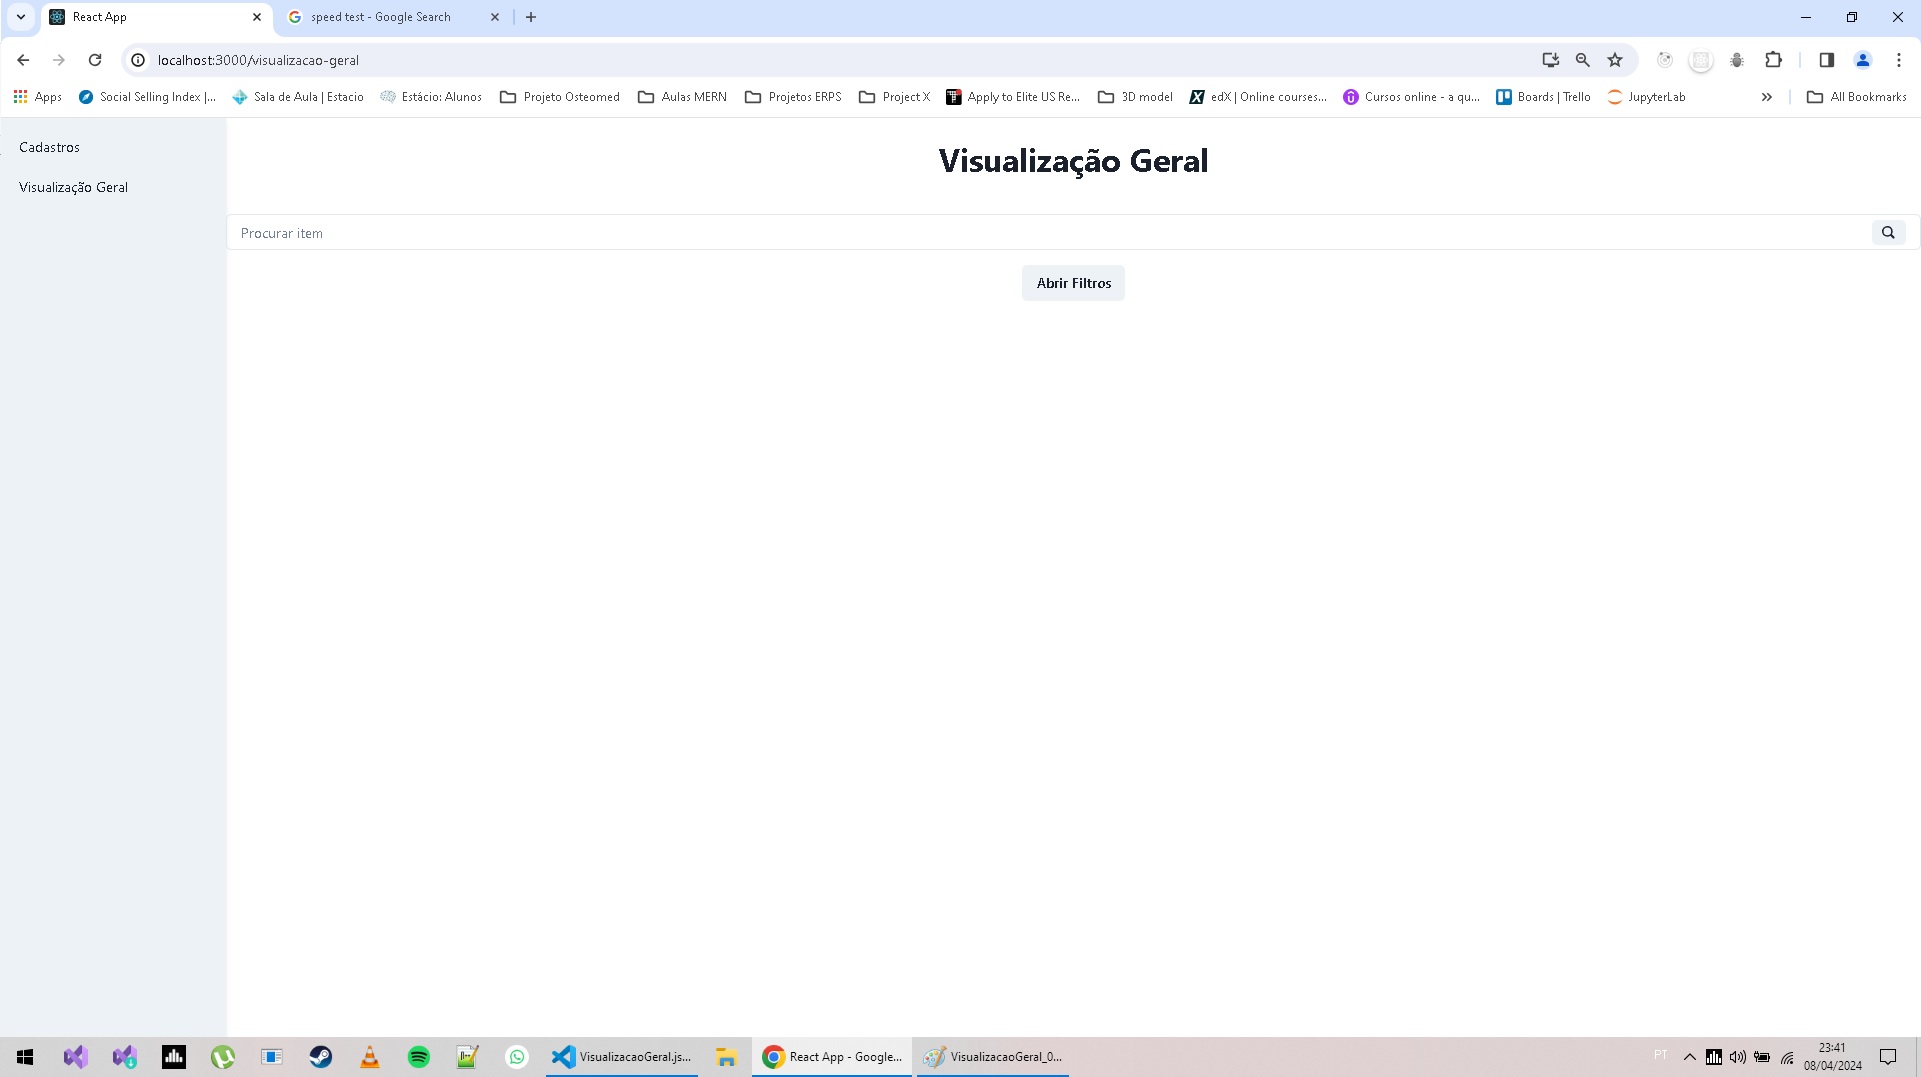 React App
speed test - Google Search
localhost:3000/visualizacao-geral
Apps
Social Selling Index |...
Sala de Aula | Estacio
Estácio: Alunos
Projeto Osteomed
Aulas MERN
Projetos ERPS
Project X
Apply to Elite US Re...
3D model
edX | Online courses...
Cursos online - a qu...
Boards | Trello
JupyterLab
All Bookmarks
Cadastros
Visualização Geral
Visualização Geral
Procurar item
Abrir Filtros
VisualizacaoGeral.js...
React App - Google...
VisualizacaoGeral_0...
PT
23:41
08/04/2024